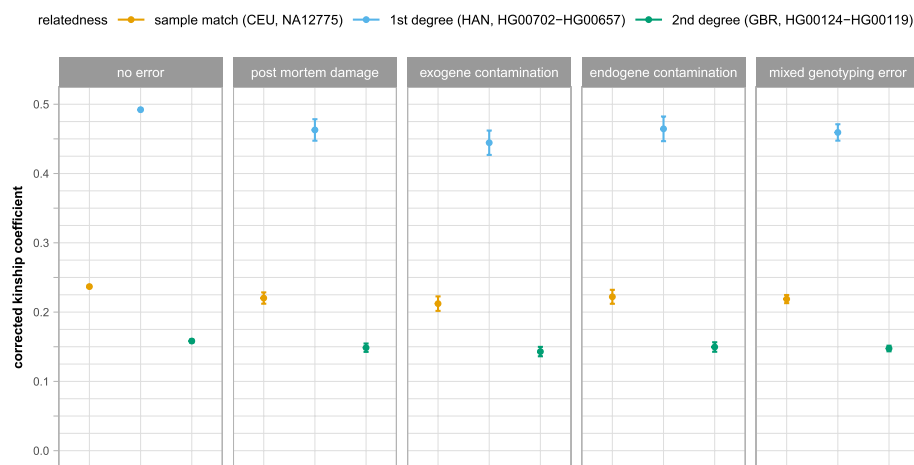 relatedness sample match (CEU, NA12775) 1st degree (HAN, HG00702−HG00657) 2nd degree (GBR, HG00124−HG00119)
no error post mortem damage exogene contamination endogene contamination mixed genotyping error
corrected kinship coefficient
0.5
0.4
0.3
0.2
0.1
0.0